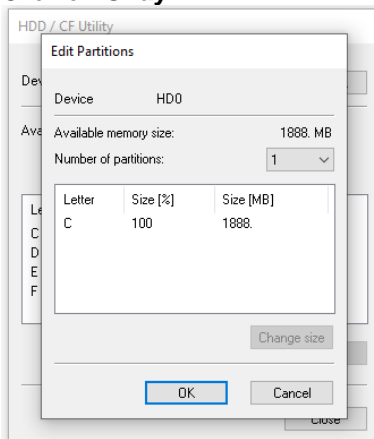 HDD / CF Utility
Edit Partitions
Device HD0
Available memory size: 1888. MB
Number of partitions: 1
Letter Size [%] Size [MB]
C 100 1888.
C
D
E
F
Change size
OK Cancel
Close